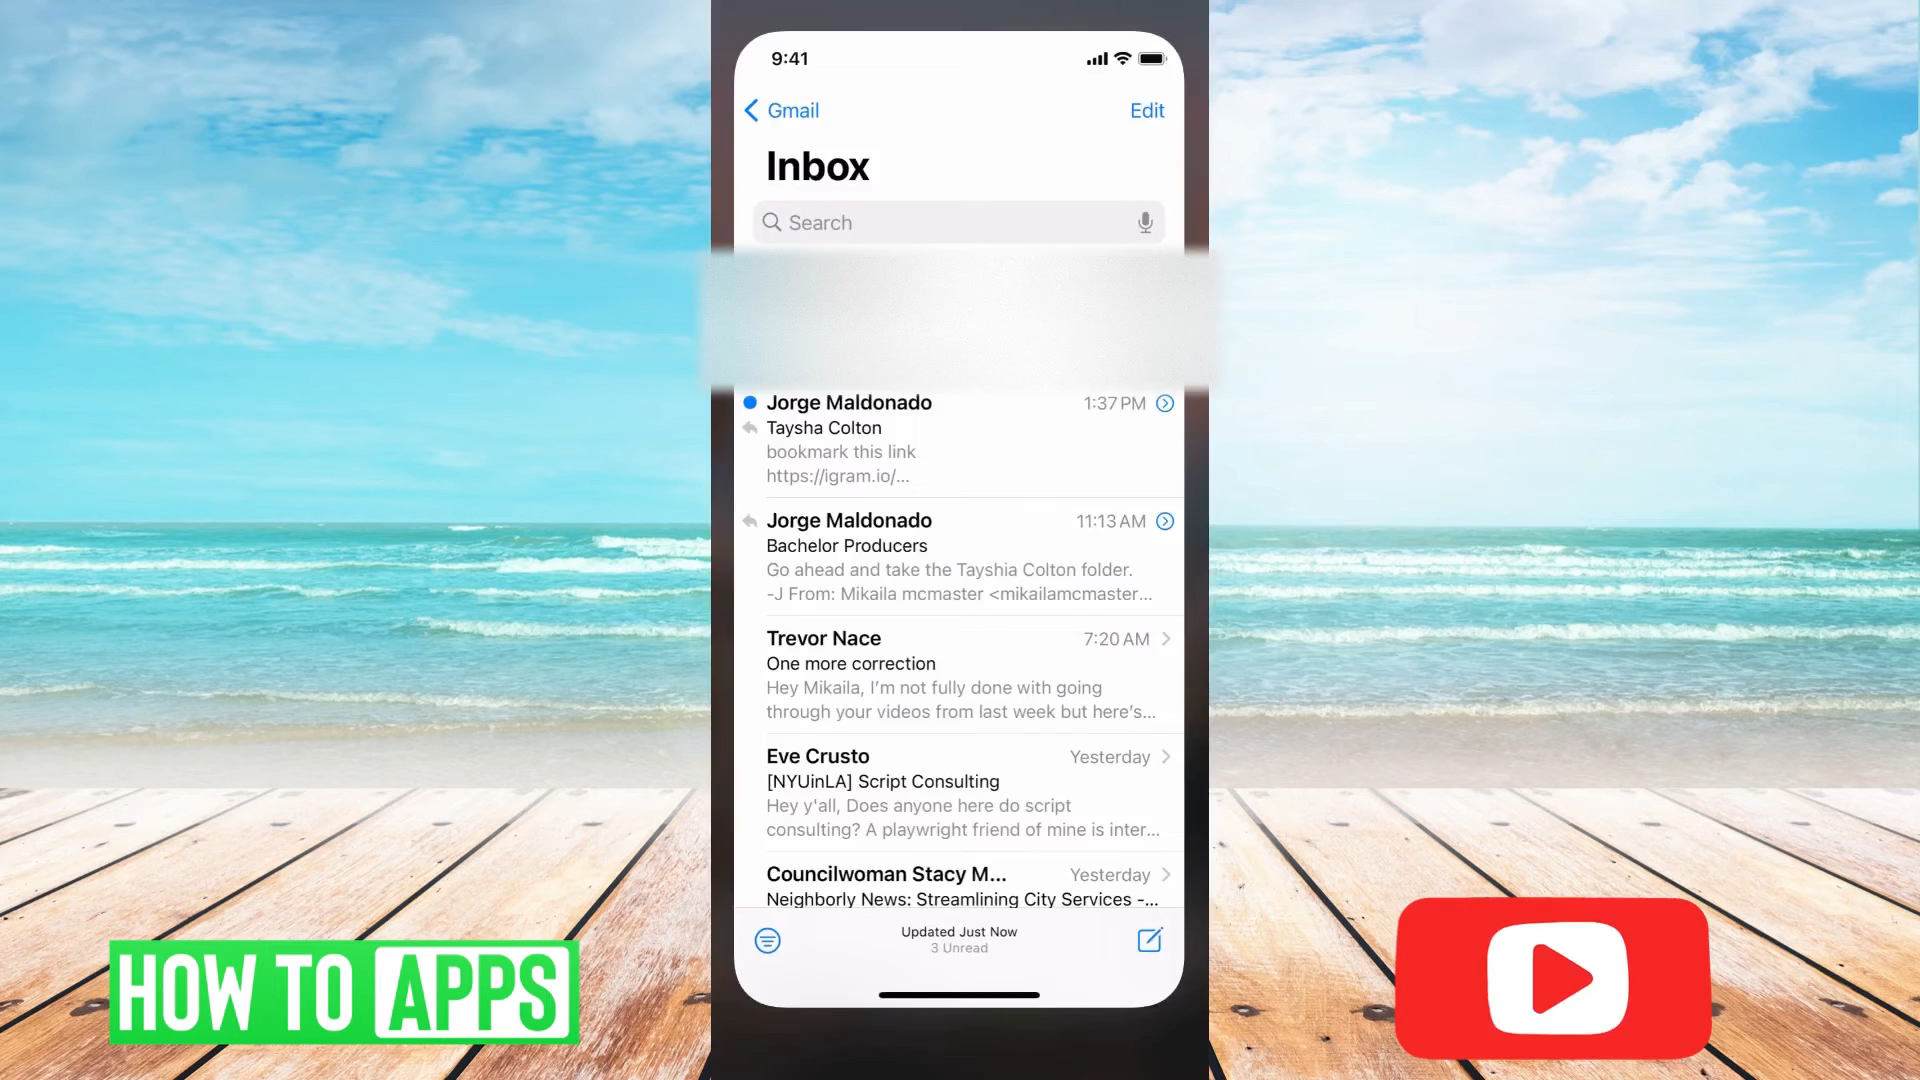 9:41
Gmail
Edit
Inbox
Search
Jorge Maldonado 1:37 PM
Taysha Colton
bookmark this link
https://igram.io/...
Jorge Maldonado 11:13 AM
Bachelor Producers
Go ahead and take the Tayshia Colton folder.
-J From: Mikaila mcmaster <mikailamcmaster...
Trevor Nace 7:20 AM
One more correction
Hey Mikaila, I'm not fully done with going
through your videos from last week but here's...
Eve Crusto Yesterday
[NYUinLA] Script Consulting
Hey y'all, Does anyone here do script
consulting? A playwright friend of mine is inter...
Councilwoman Stacy M... Yesterday
Neighborly News: Streamlining City Services -...
Updated Just Now
3 Unread
HOW TO APPS